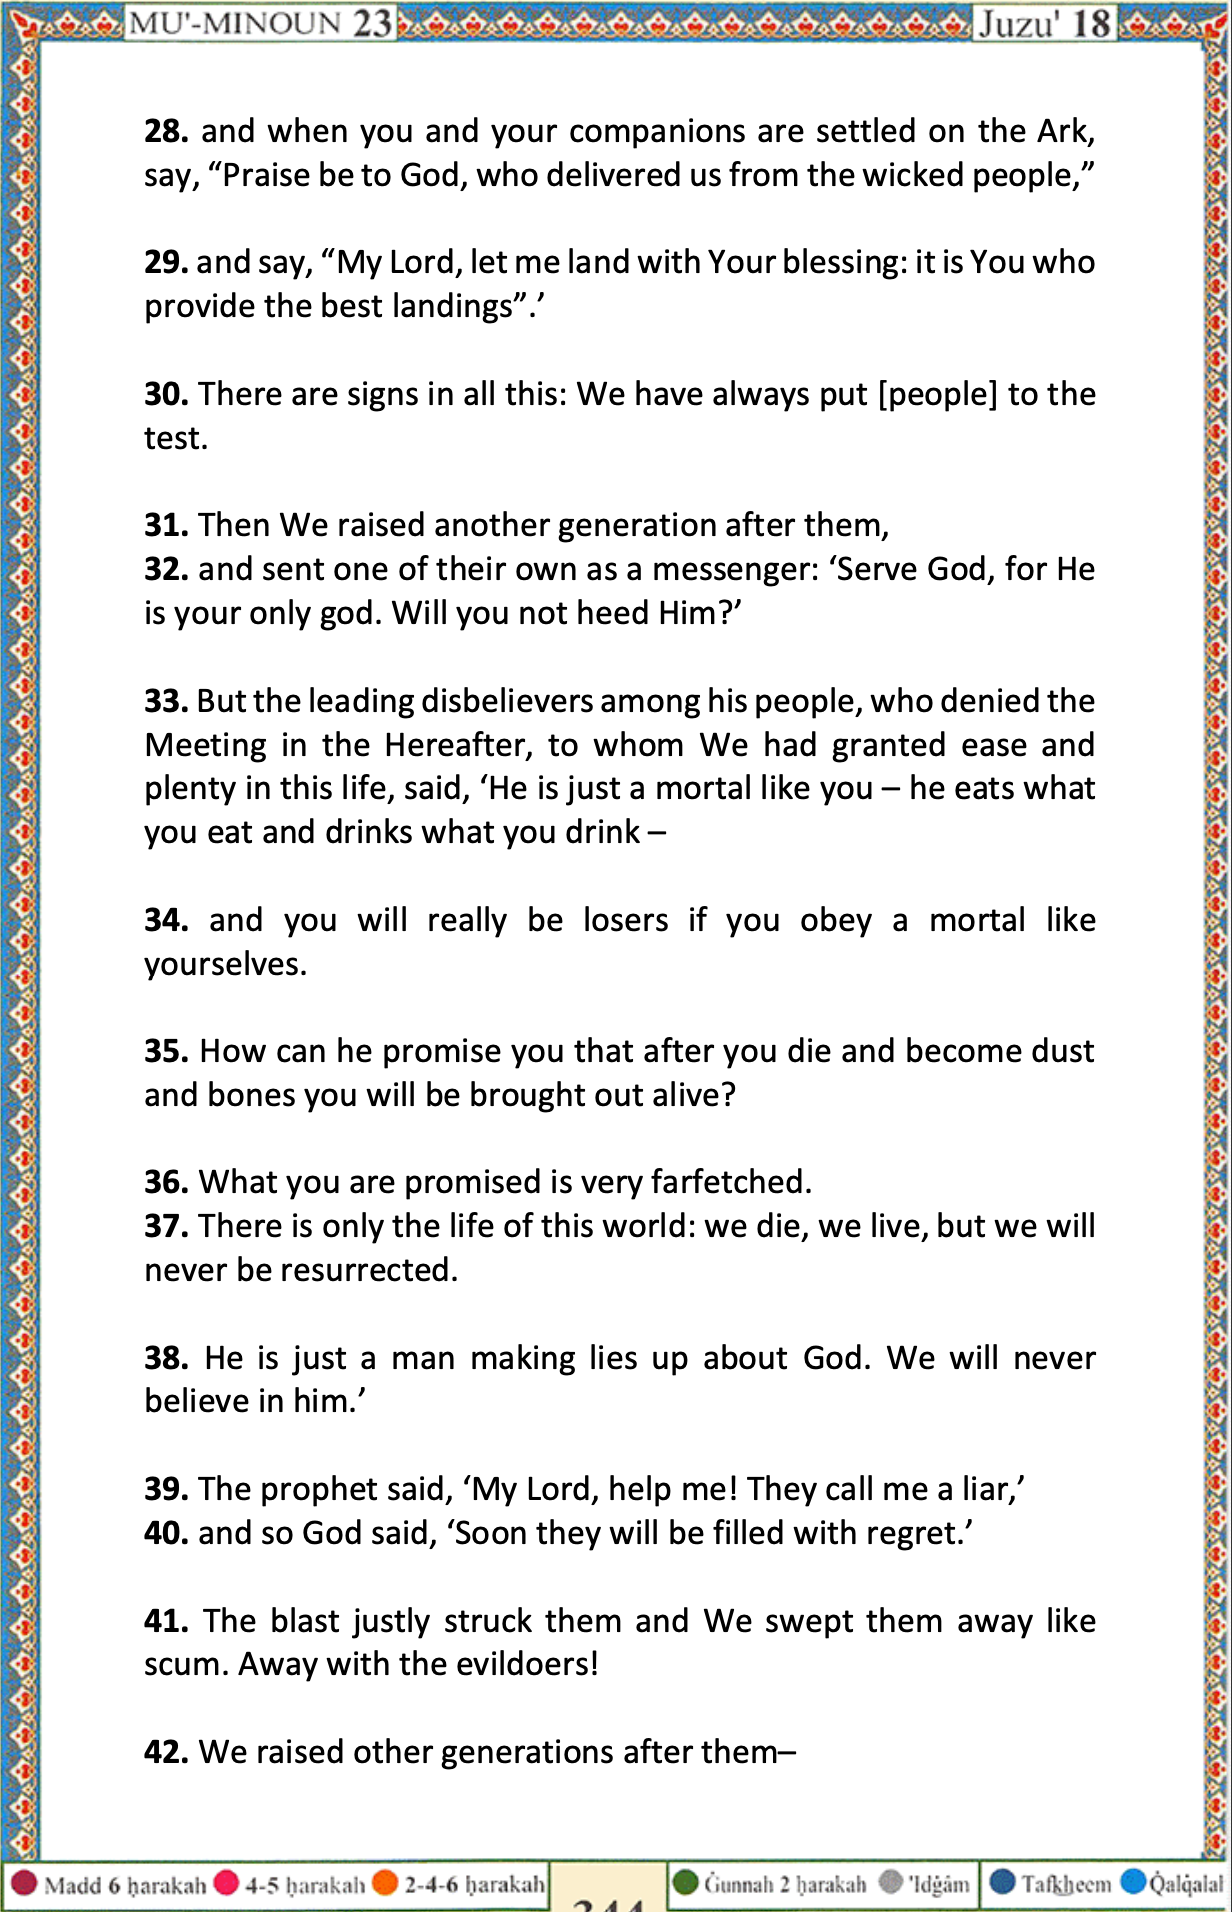 MU'-MINOUN 23
Juzu' 18
28. and when you and your companions are settled on the Ark,
say, “Praise be to God, who delivered us from the wicked people,”
29. and say, “My Lord, let me land with Your blessing: it is You who
provide the best landings”.’
30. There are signs in all this: We have always put [people] to the
test.
31. Then We raised another generation after them,
32. and sent one of their own as a messenger: ‘Serve God, for He
is your only god. Will you not heed Him?’
33. But the leading disbelievers among his people, who denied the
Meeting in the Hereafter, to whom We had granted ease and
plenty in this life, said, ‘He is just a mortal like you – he eats what
you eat and drinks what you drink –
34. and you will really be losers if you obey a mortal like
yourselves.
35. How can he promise you that after you die and become dust
and bones you will be brought out alive?
36. What you are promised is very farfetched.
37. There is only the life of this world: we die, we live, but we will
never be resurrected.
38. He is just a man making lies up about God. We will never
believe in him.’
39. The prophet said, ‘My Lord, help me! They call me a liar,’
40. and so God said, ‘Soon they will be filled with regret.’
41. The blast justly struck them and We swept them away like
scum. Away with the evildoers!
42. We raised other generations after them–
Madd 6 ḥarakah 4-5 ḥarakah 2-4-6 ḥarakah
344
Ġunnah 2 ḥarakah 'Idġâm
Tafkheem Q̇alq̇alah